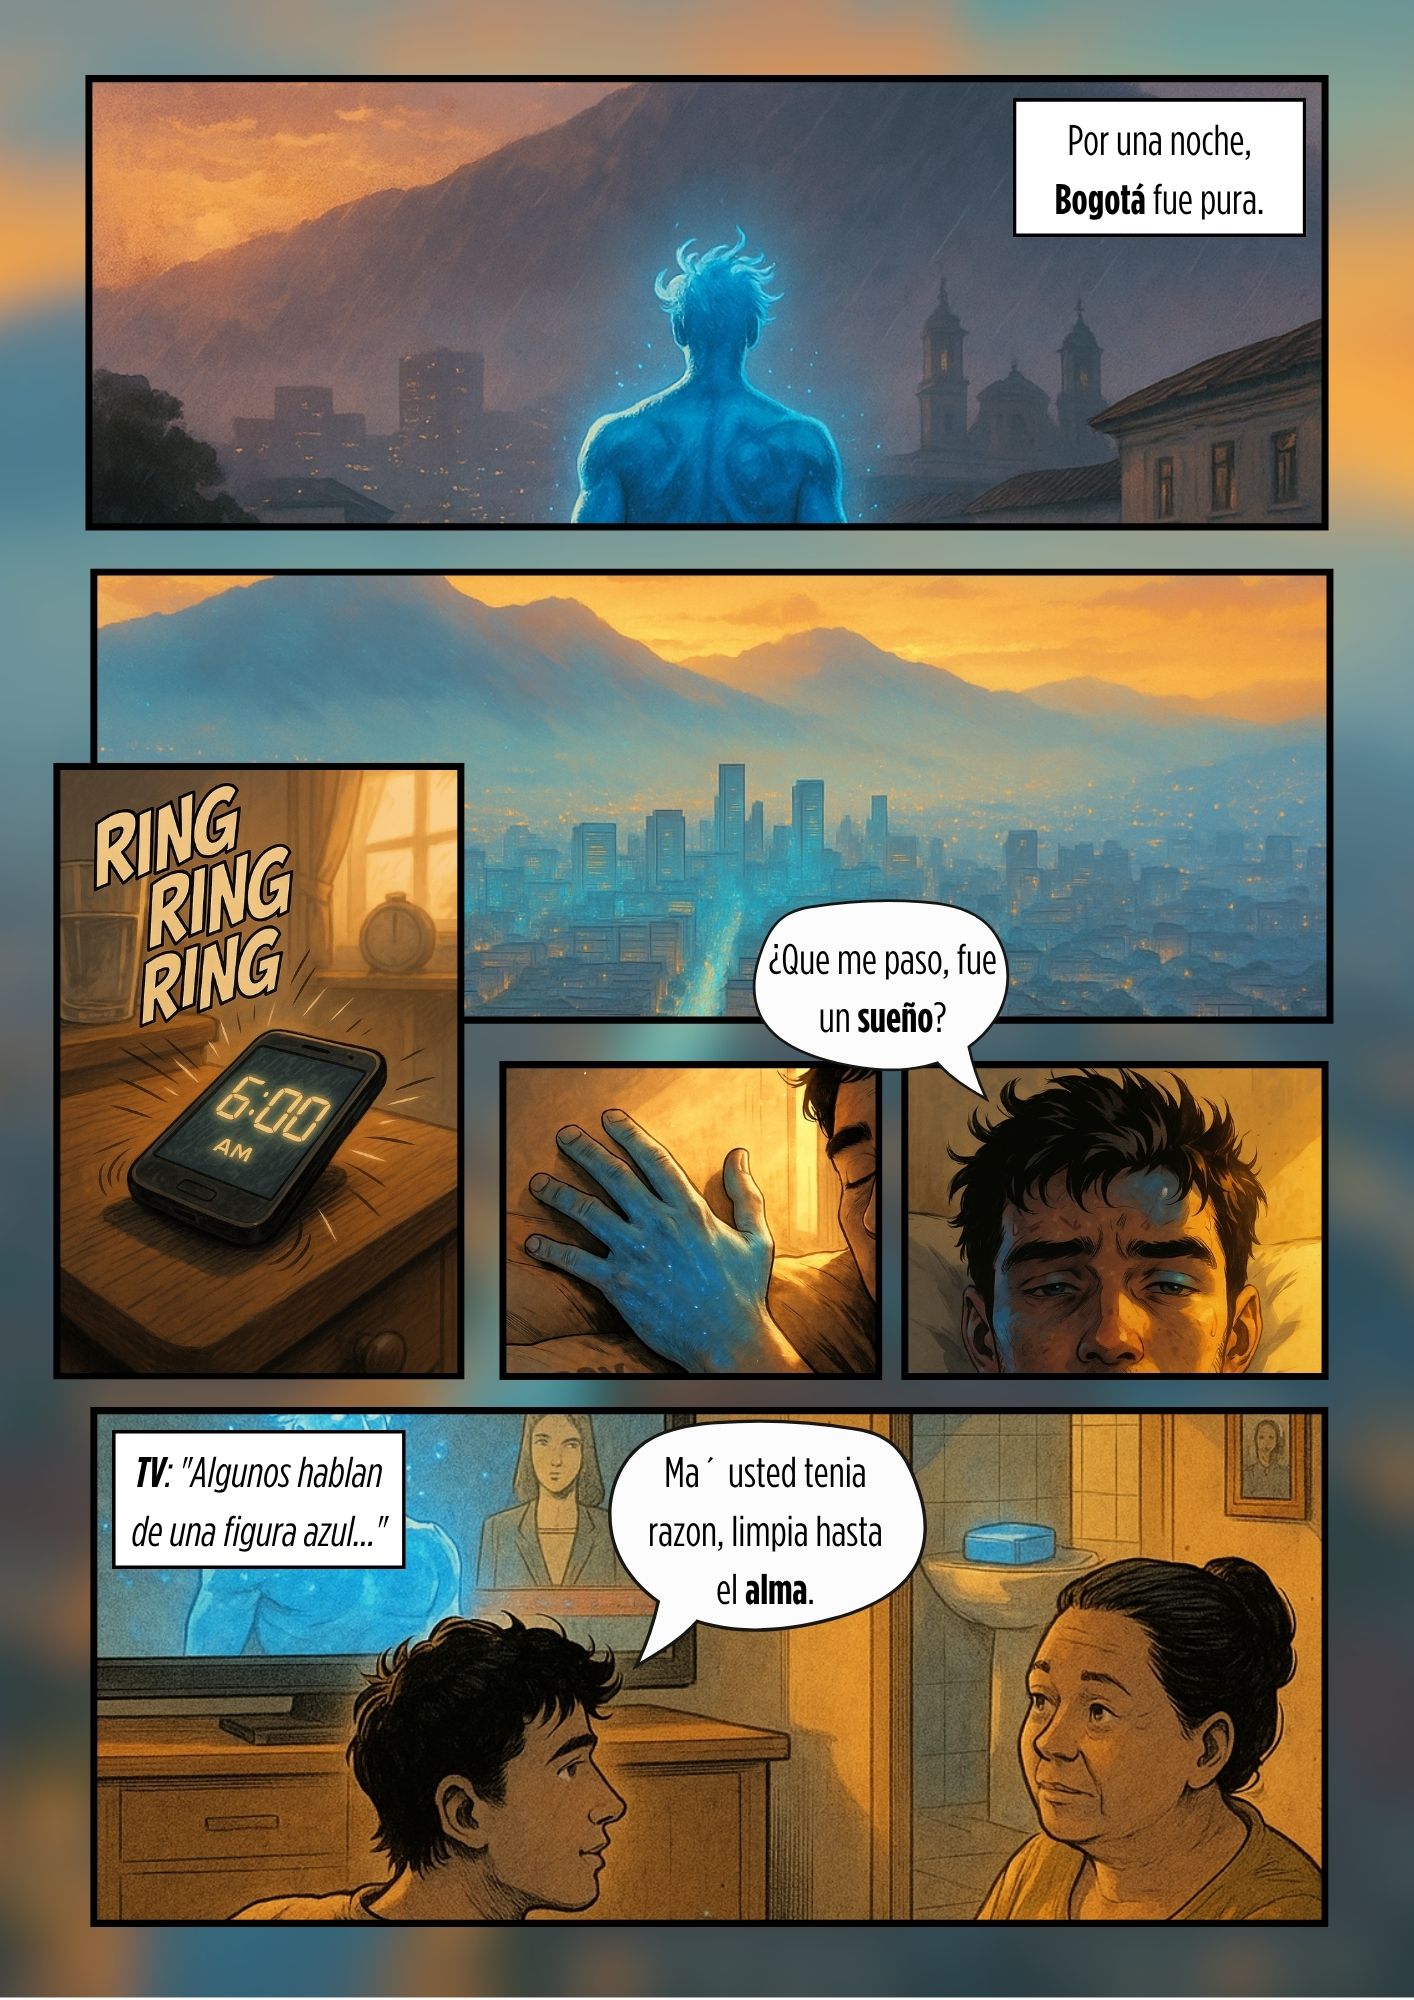 Por una noche,
Bogotá fue pura.
RING
RING
RING
6:00
AM
¿Que me paso, fue
un sueño?
TV: "Algunos hablan
de una figura azul..."
Ma´ usted tenia
razon, limpia hasta
el alma.